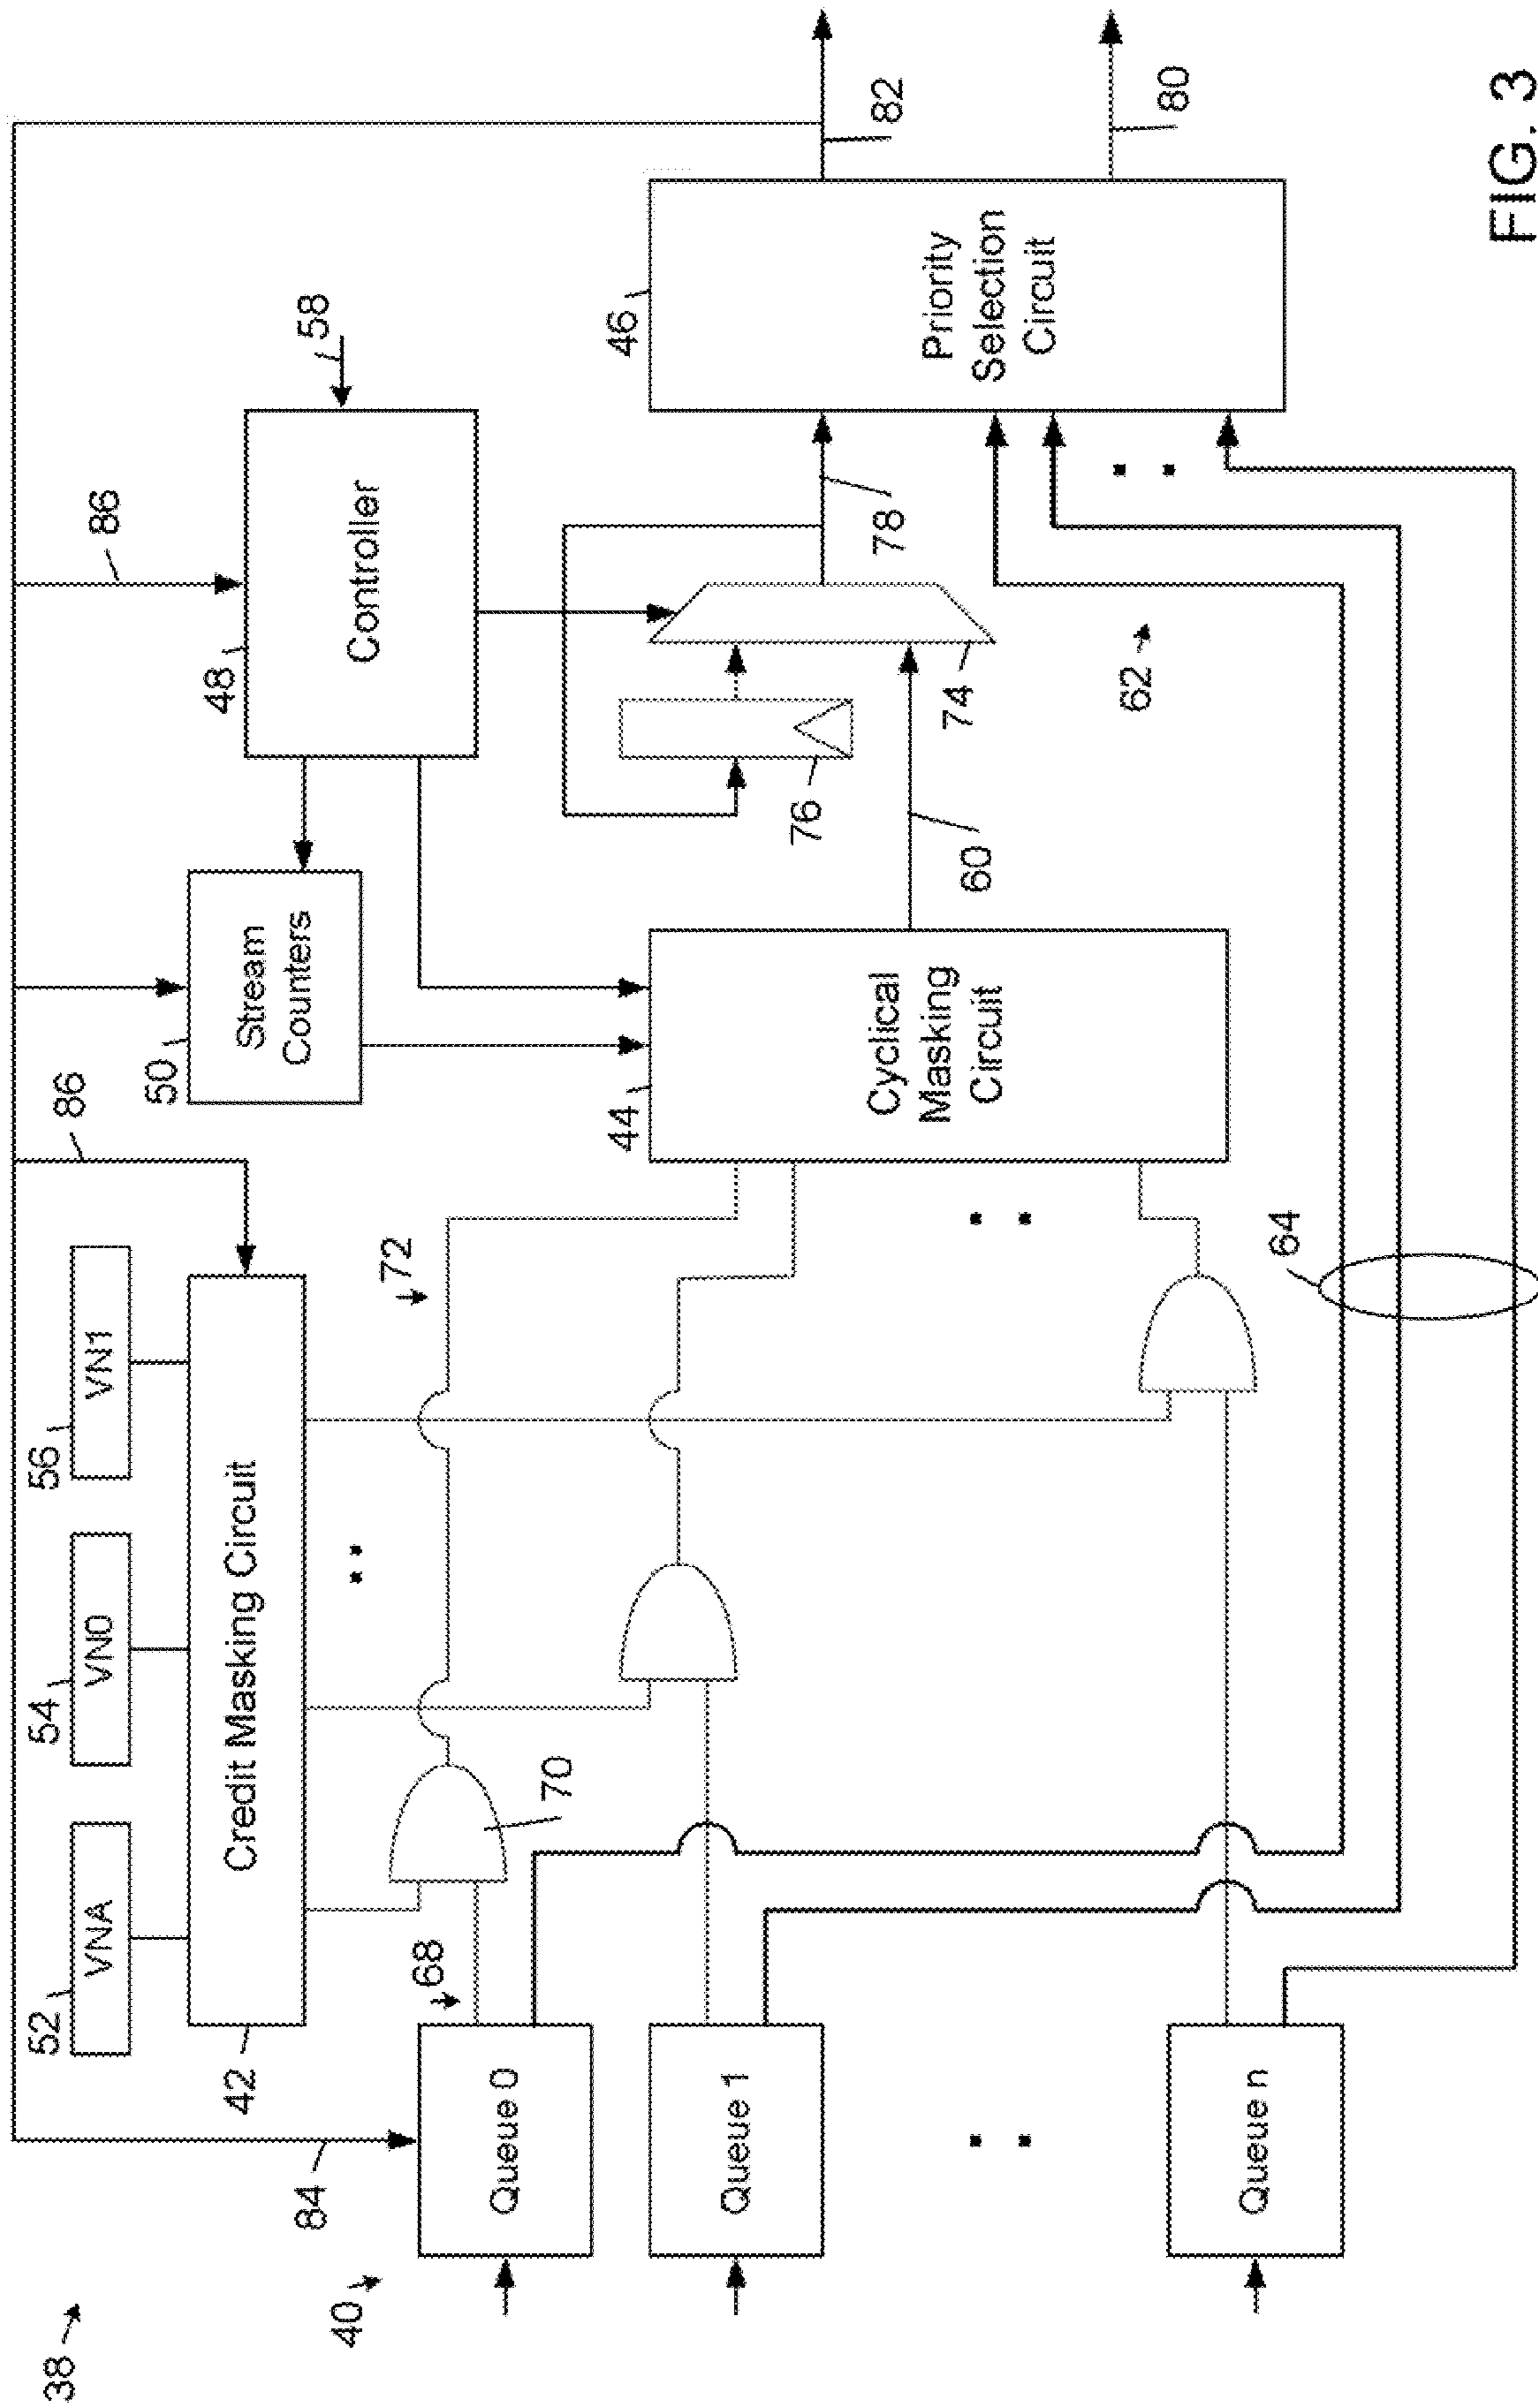 38
40
84
42
52
VNA
54
VN0
56
VN1
86
86
Credit Masking Circuit
50
Stream
Counters
48
Controller
58
Queue 0
68
70
72
Queue 1
Queue n
44
Cyclical
Masking
Circuit
60
76
74
78
46
Priority
Selection
Circuit
82
80
62
64
FIG. 3